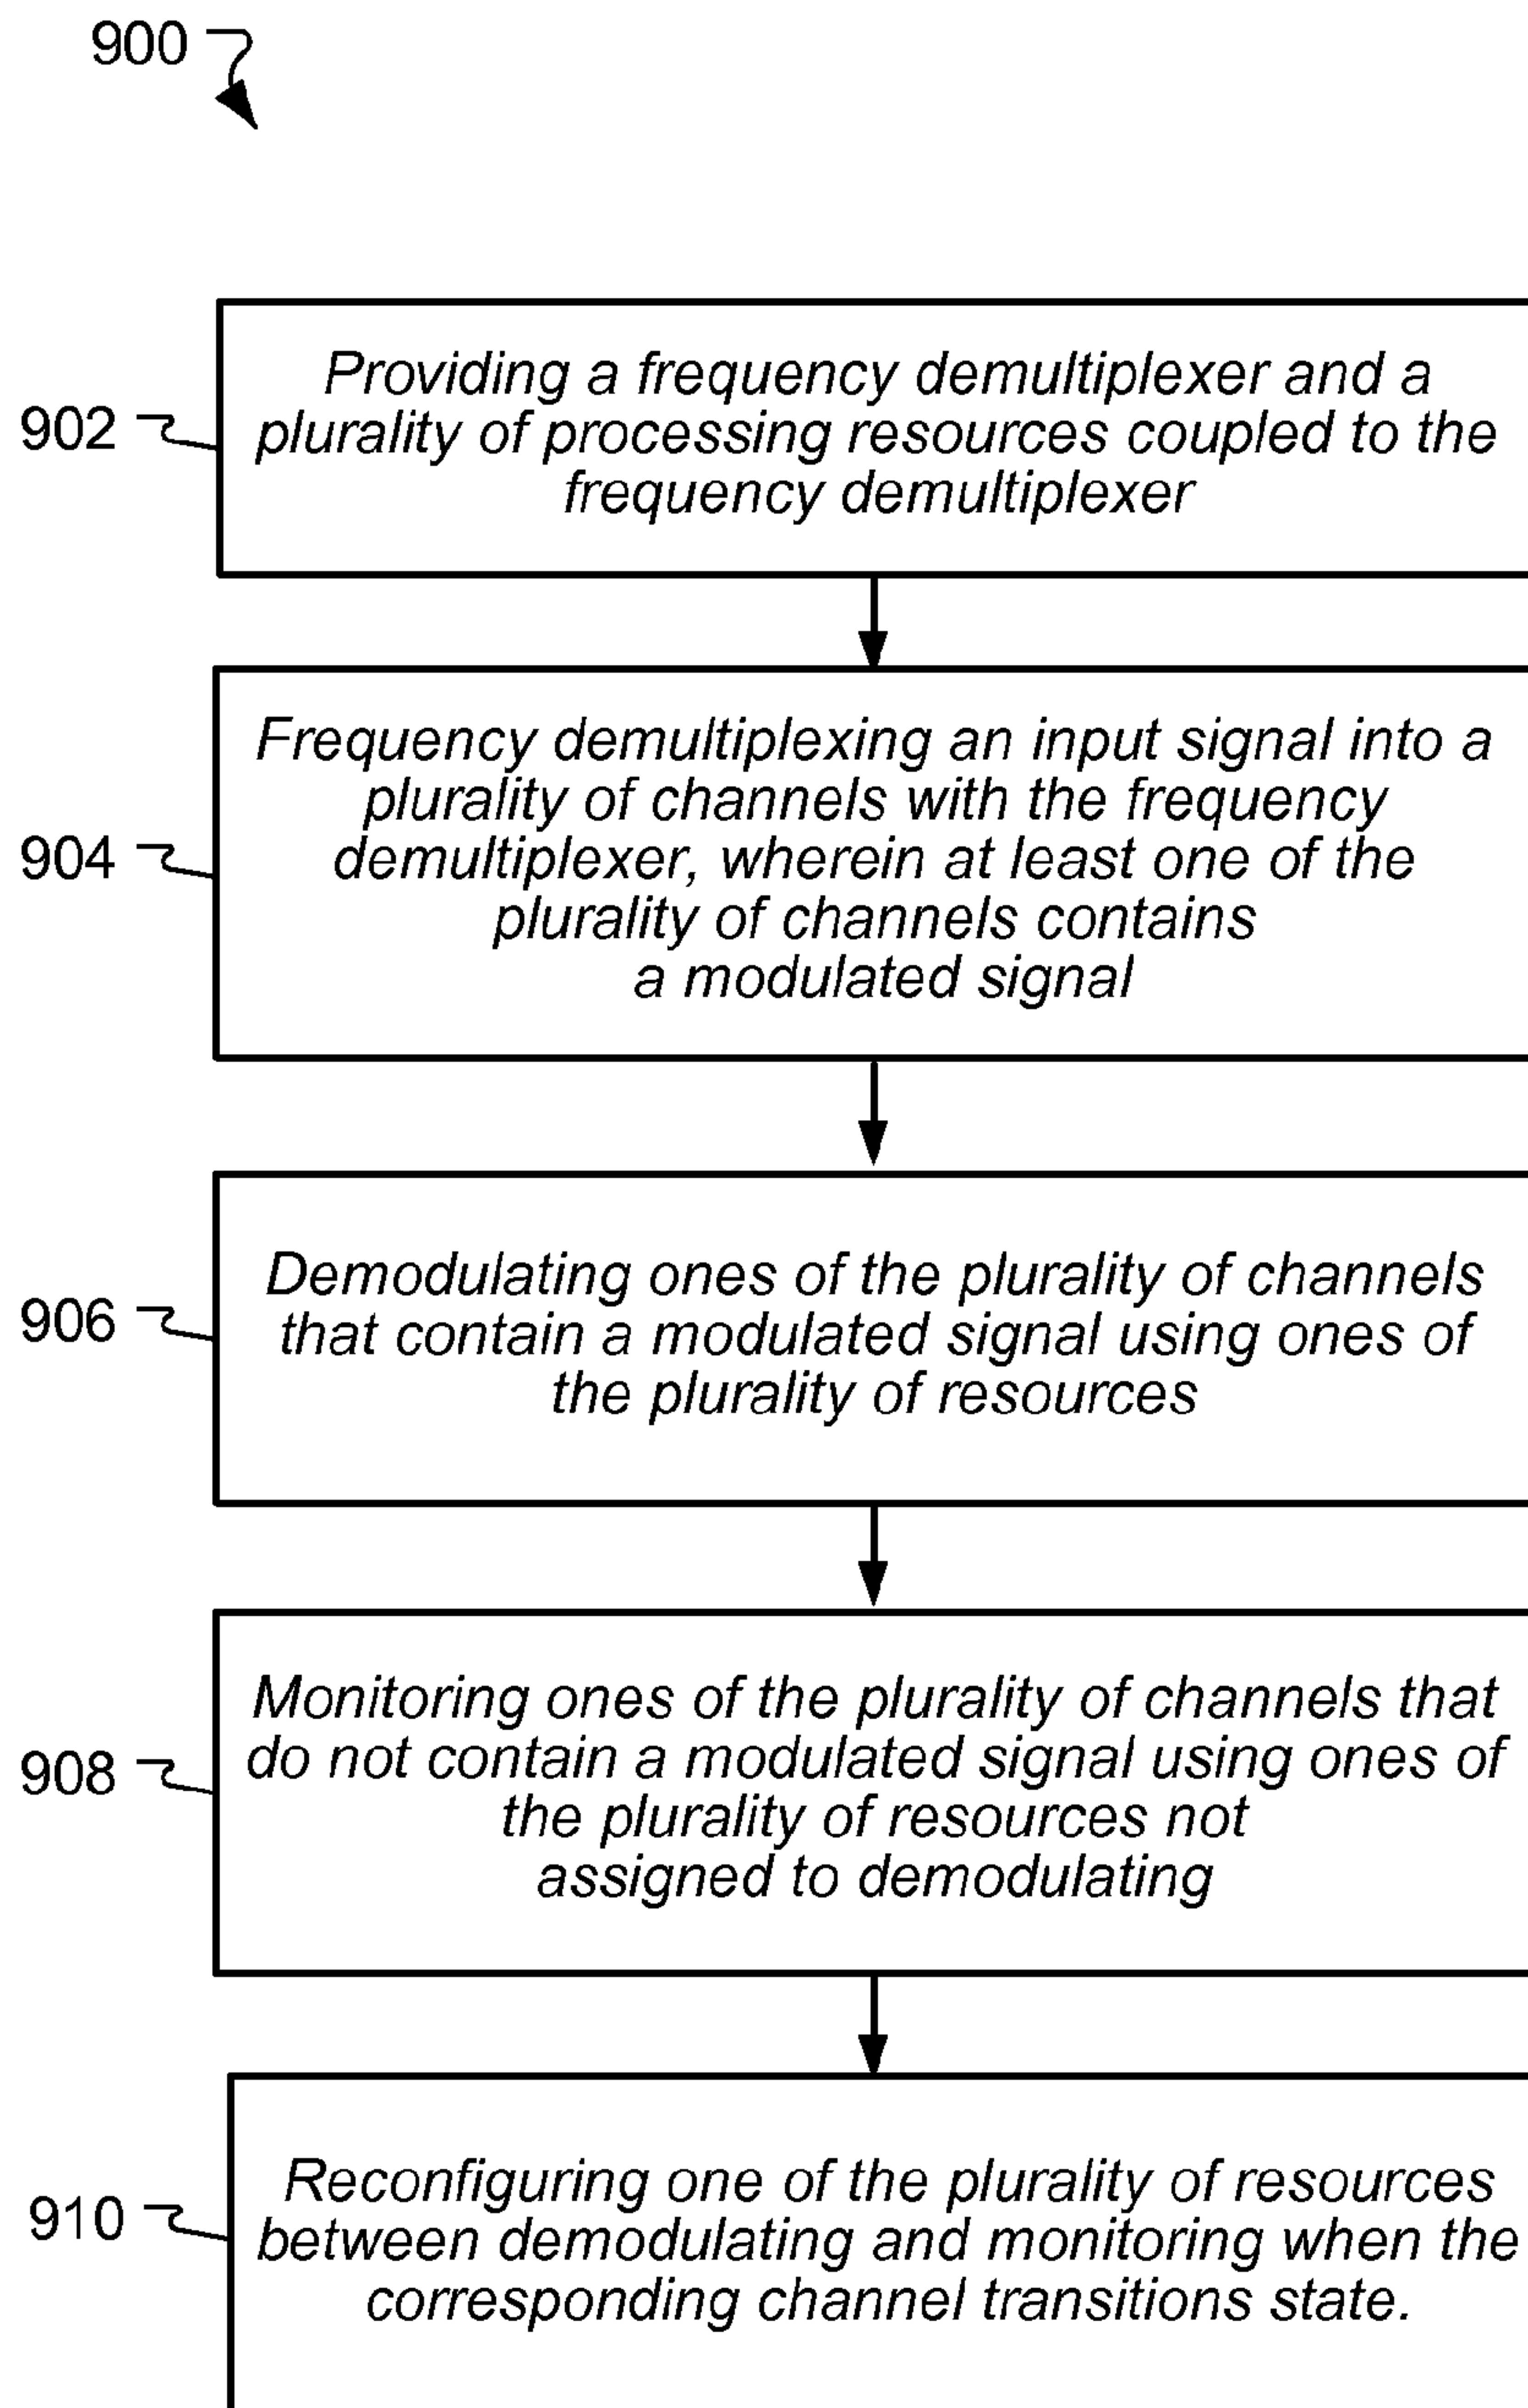 900
902
Providing a frequency demultiplexer and a
plurality of processing resources coupled to the
frequency demultiplexer
904
Frequency demultiplexing an input signal into a
plurality of channels with the frequency
demultiplexer, wherein at least one of the
plurality of channels contains
a modulated signal
906
Demodulating ones of the plurality of channels
that contain a modulated signal using ones of
the plurality of resources
908
Monitoring ones of the plurality of channels that
do not contain a modulated signal using ones of
the plurality of resources not
assigned to demodulating
910
Reconfiguring one of the plurality of resources
between demodulating and monitoring when the
corresponding channel transitions state.